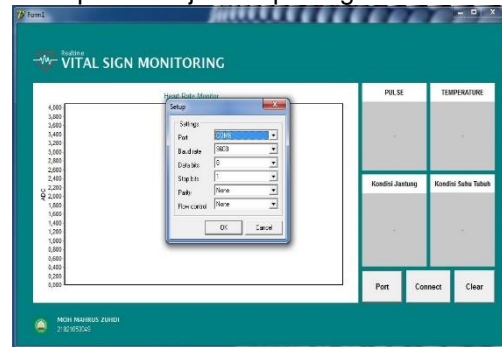 Form1
Realtime
VITAL SIGN MONITORING
Heart Rate Monitor
PULSE
TEMPERATURE
Setup
Settings
Port
COM5
Baud rate
9600
Data bits
8
Stop bits
1
Parity
None
Flow control
None
OK
Cancel
ADC
4,000
3,800
3,600
3,400
3,200
3,000
2,800
2,600
2,400
2,200
2,000
1,800
1,600
1,400
1,200
1,000
0,800
0,600
0,400
0,200
0,000
-
-
Kondisi Jantung
Kondisi Suhu Tubuh
-
-
Port
Connect
Clear
MOH MAHRUS ZUHDI